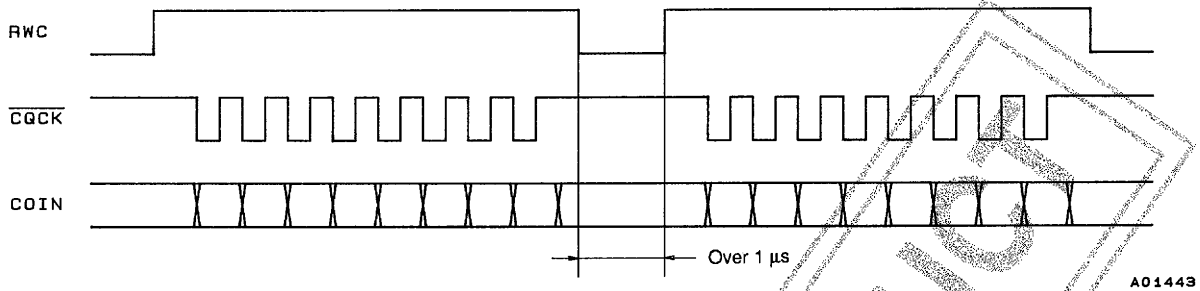 RWC
CQCK
COIN
Over 1 μs
A01443